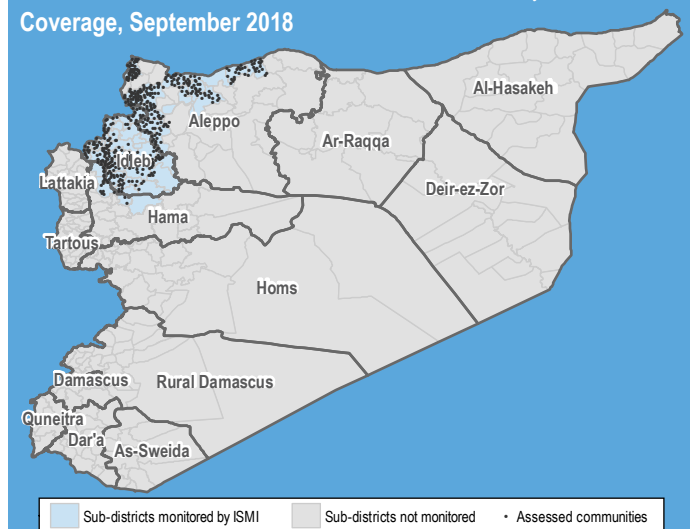 Coverage, September 2018
Al-Hasakeh
Aleppo
Ar-Raqqa
Idleb
Lattakia
Deir-ez-Zor
Hama
Tartous
Homs
Damascus
Rural Damascus
Quneitra
Dar'a
As-Sweida
Sub-districts monitored by ISMI
Sub-districts not monitored
• Assessed communities